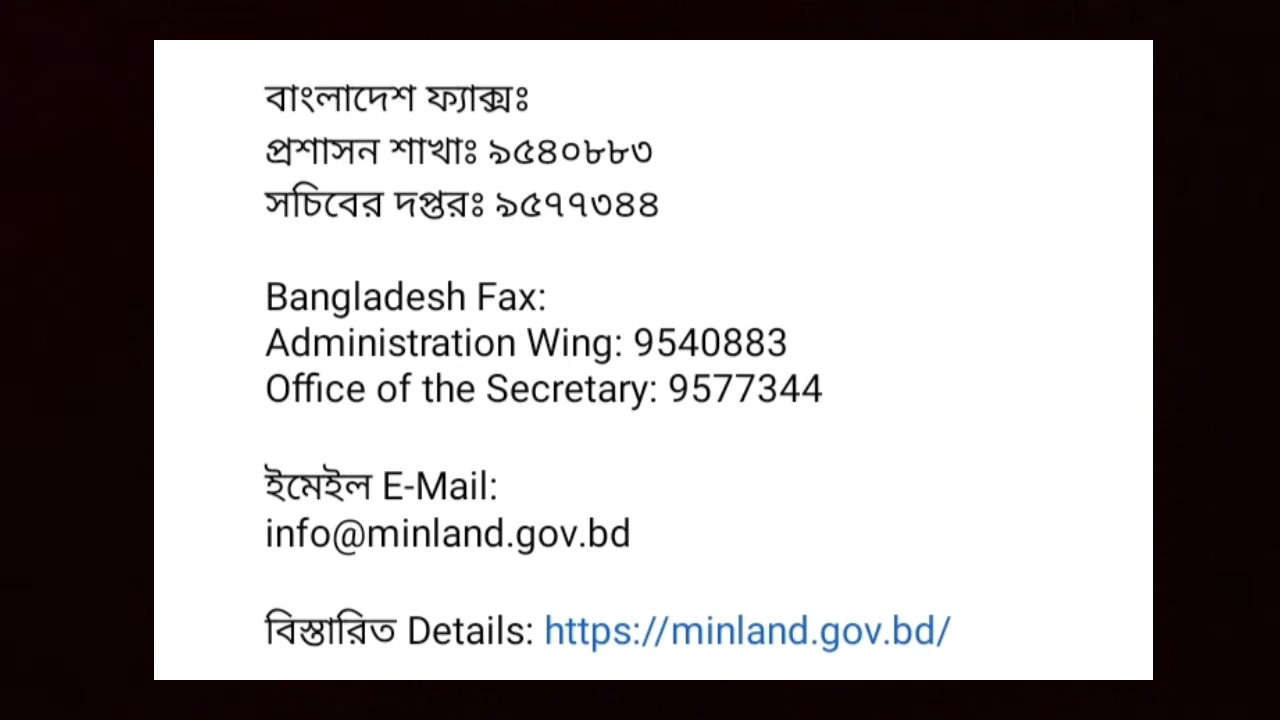 বাংলাদেশ ফ্যাক্সঃ
প্রশাসন শাখাঃ ৯৫৪০৮৮৩
সচিবের দপ্তরঃ ৯৫৭৭৩৪৪
Bangladesh Fax:
Administration Wing: 9540883
Office of the Secretary: 9577344
ইমেইল E-Mail:
info@minland.gov.bd
বিস্তারিত Details: https://minland.gov.bd/